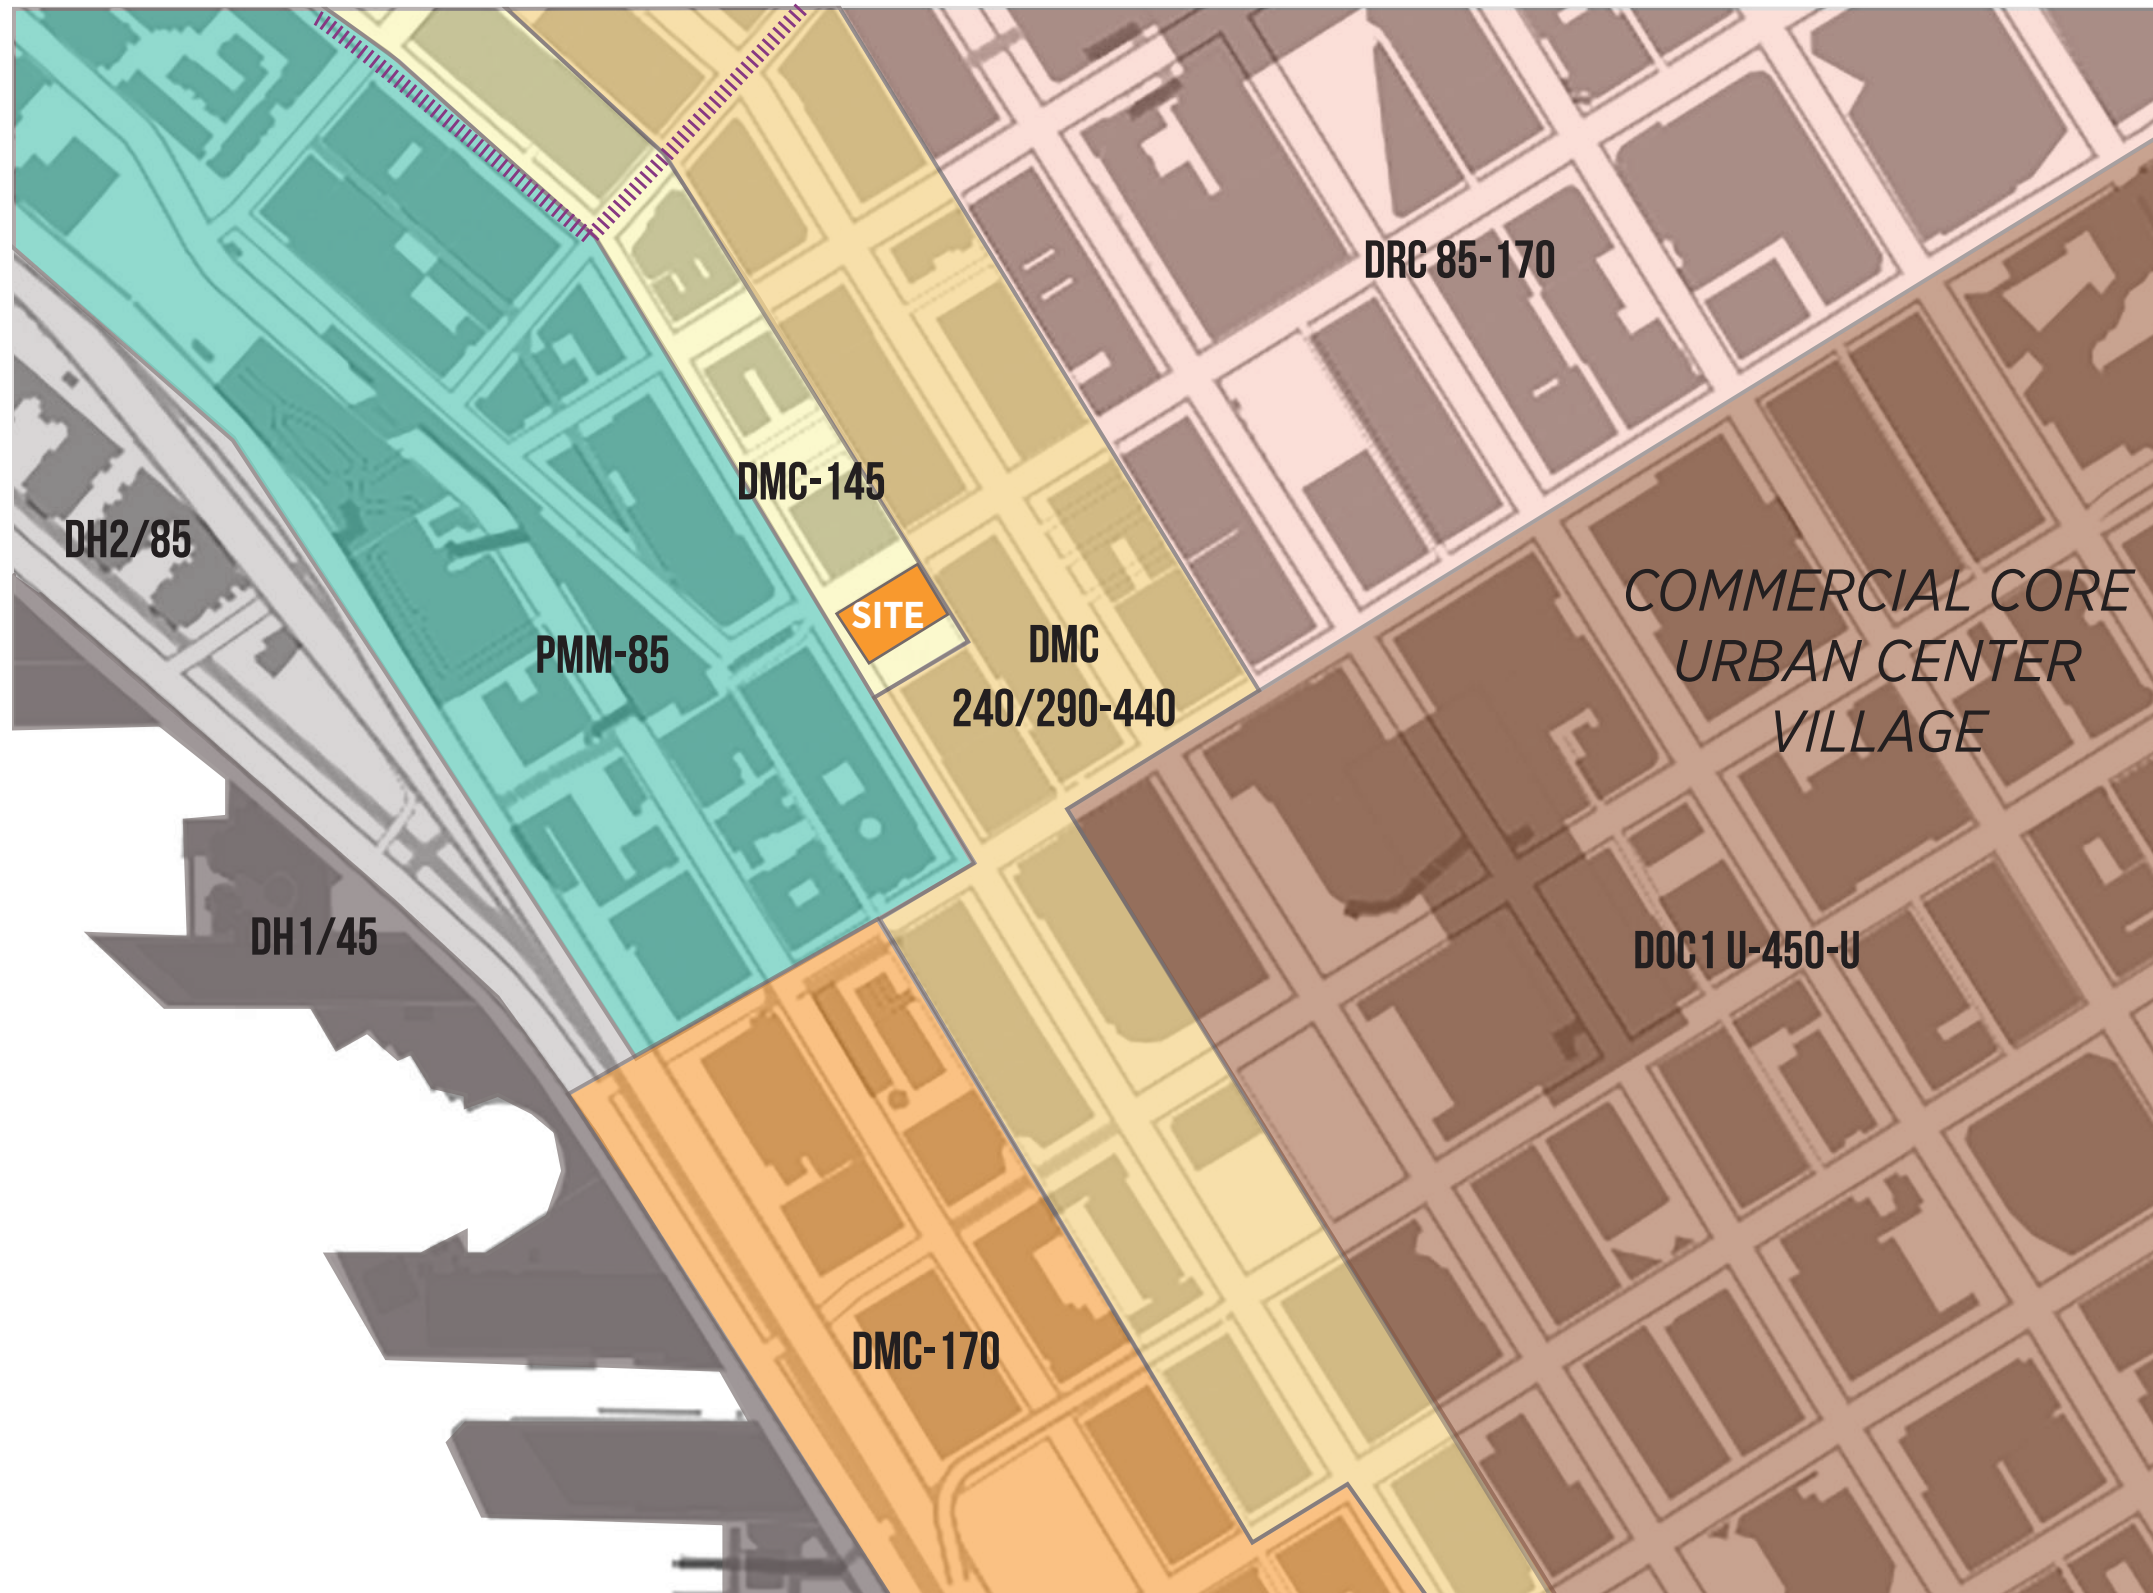 DRC 85-170
DMC-145
DH2/85
COMMERCIAL CORE
URBAN CENTER
VILLAGE
SITE
PMM-85
DMC
240/290-440
DH1/45
DOC1 U-450-U
DMC-170